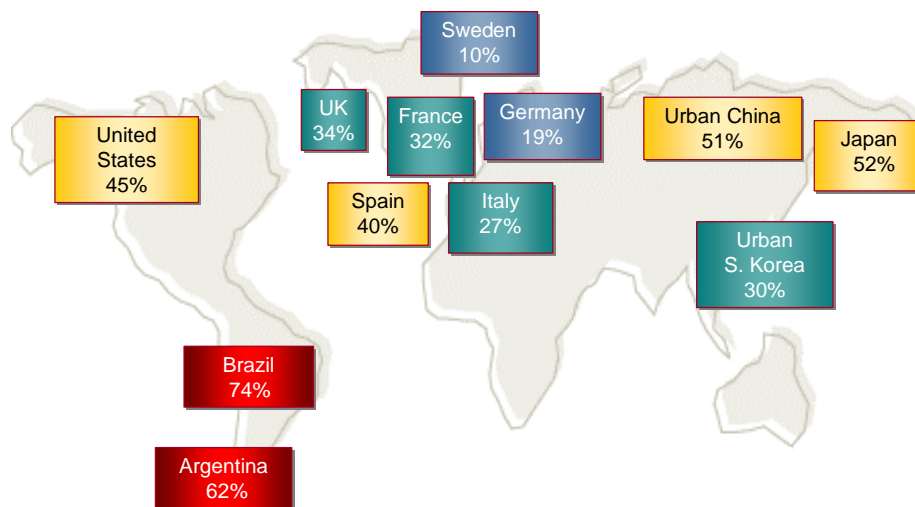 Sweden
10%
UK
34%
France
32%
Germany
19%
Urban China
51%
United
States
45%
Japan
52%
Spain
40%
Italy
27%
Urban
S. Korea
30%
Brazil
74%
Argentina
62%